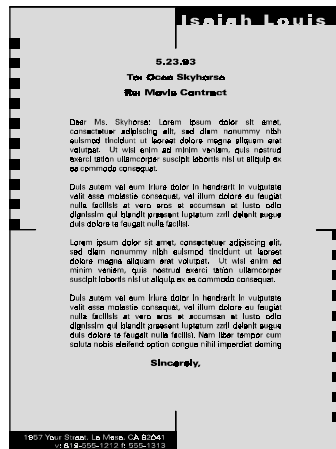 Isaiah Louis
5.23.93
To: Ocea Skyhorse
Re: Movie Contract
Dear Ms. Skyhorse: Lorem ipsum dolor sit amet,
consectetuer adipiscing elit, sed diam nonummy nibh
euismod tincidunt ut laoreet dolore magna aliquam erat
volutpat. Ut wisi enim ad minim veniam, quis nostrud
exerci tation ullamcorper suscipit lobortis nisl ut aliquip ex
ea commodo consequat.
Duis autem vel eum iriure dolor in hendrerit in vulputate
velit esse molestie consequat, vel illum dolore eu feugiat
nulla facilisis at vero eros et accumsan et iusto odio
dignissim qui blandit praesent luptatum zzril delenit augue
duis dolore te feugait nulla facilisi.
Lorem ipsum dolor sit amet, consectetuer adipiscing elit,
sed diam nonummy nibh euismod tincidunt ut laoreet
dolore magna aliquam erat volutpat. Ut wisi enim ad
minim veniam, quis nostrud exerci tation ullamcorper
suscipit lobortis nisl ut aliquip ex ea commodo consequat.
Duis autem vel eum iriure dolor in hendrerit in vulputate
velit esse molestie consequat, vel illum dolore eu feugiat
nulla facilisis at vero eros et accumsan et iusto odio
dignissim qui blandit praesent luptatum zzril delenit augue
duis dolore te feugait nulla facilisi. Nam liber tempor cum
soluta nobis eleifend option congue nihil imperdiet doming
Sincerely,
1957 Your Street, La Mesa, CA 92041
v: 619-555-1212 f: 555-1313